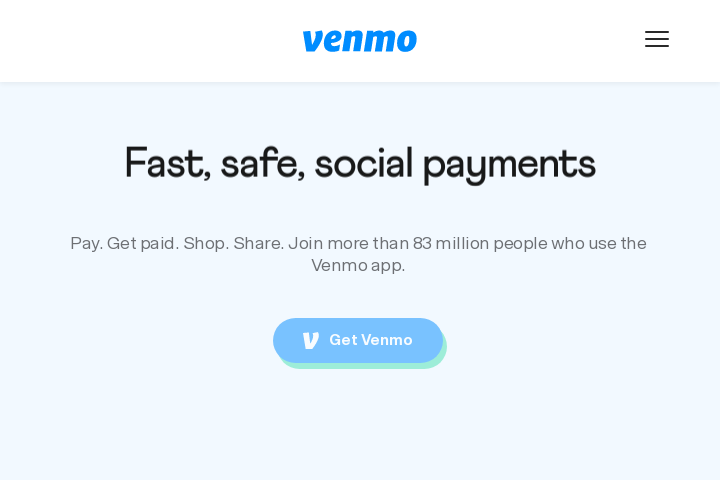 venmo
Fast, safe, social payments
Pay. Get paid. Shop. Share. Join more than 83 million people who use the
Venmo app.
Get Venmo